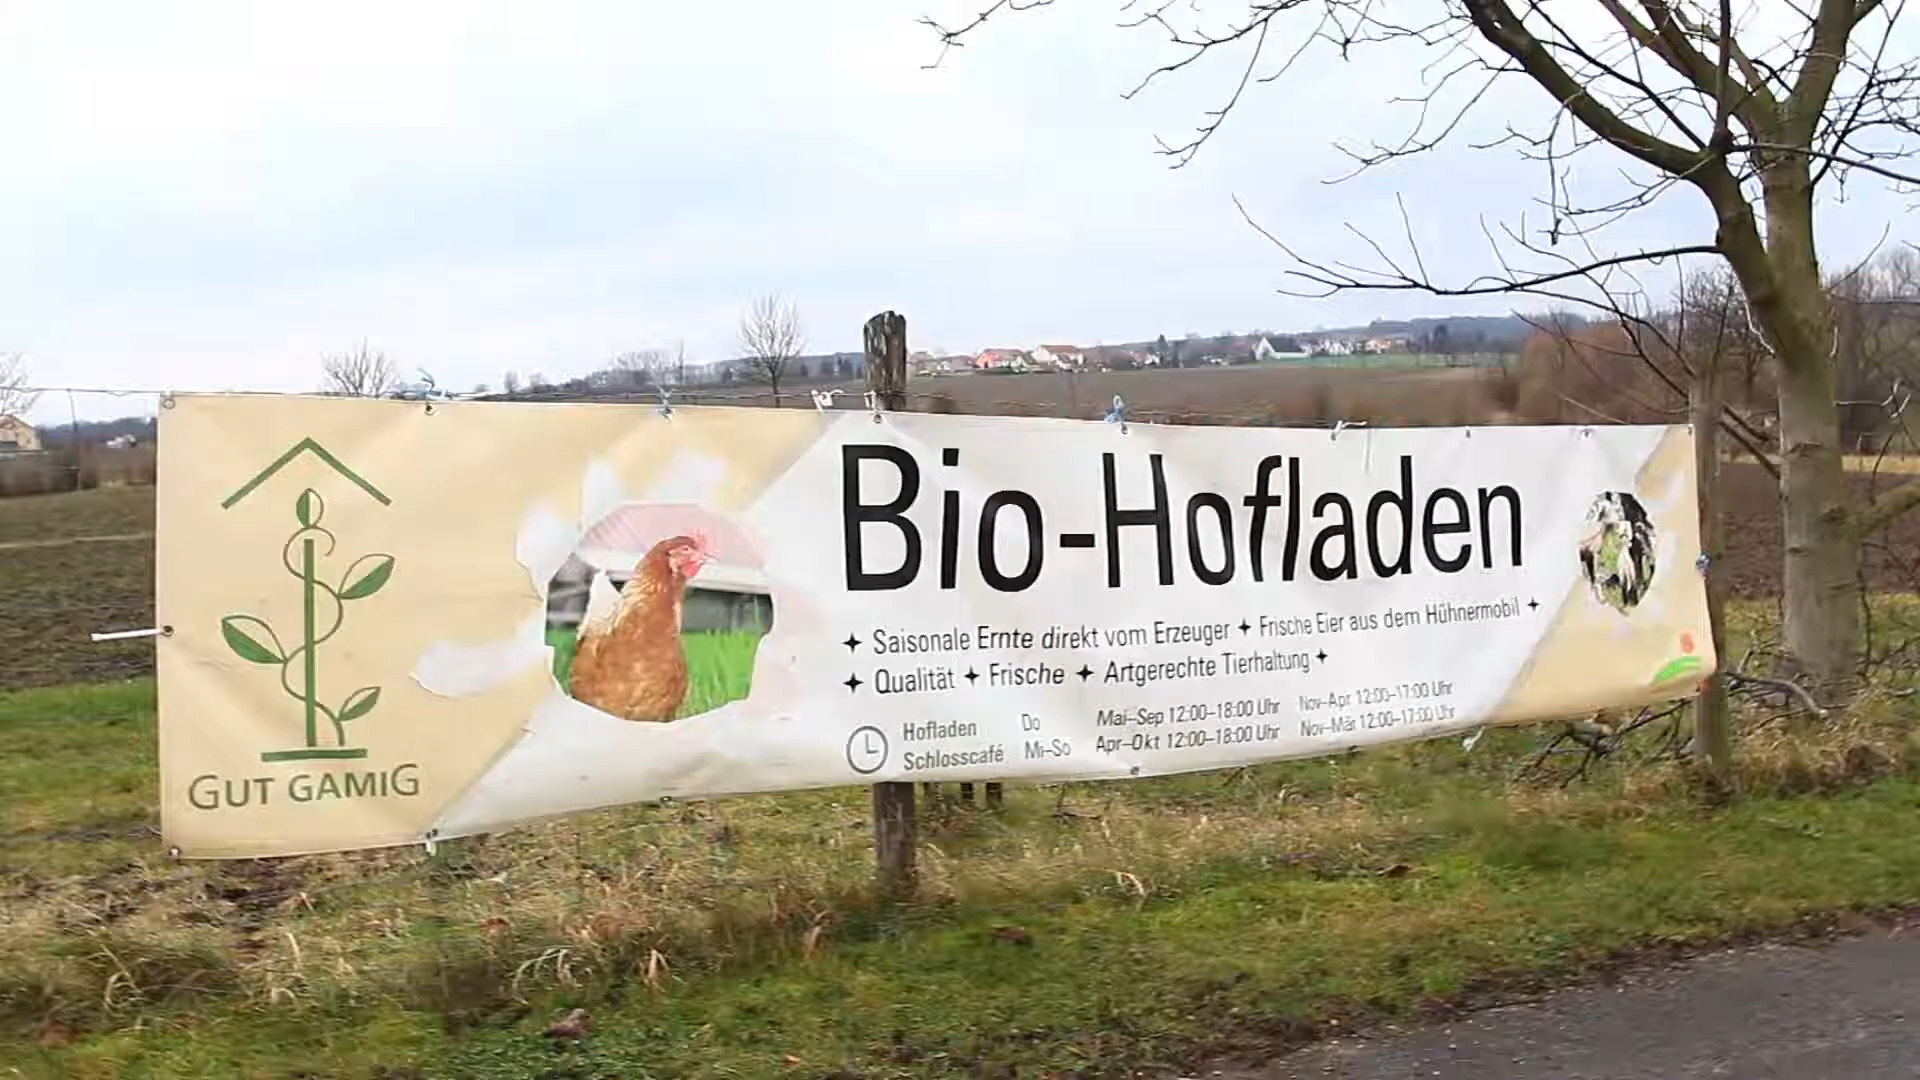 GUT GAMIG
Bio-Hofladen
✦ Saisonale Ernte direkt vom Erzeuger ✦ Frische Eier aus dem Hühnermobil ✦
✦ Qualität ✦ Frische ✦ Artgerechte Tierhaltung ✦
Hofladen Do Mai–Sep 12:00–18:00 Uhr Nov-Apr 12:00–17:00 Uhr
Schlosscafé Mi–So Apr–Okt 12:00–18:00 Uhr Nov–Mär 12:00–17:00 Uhr